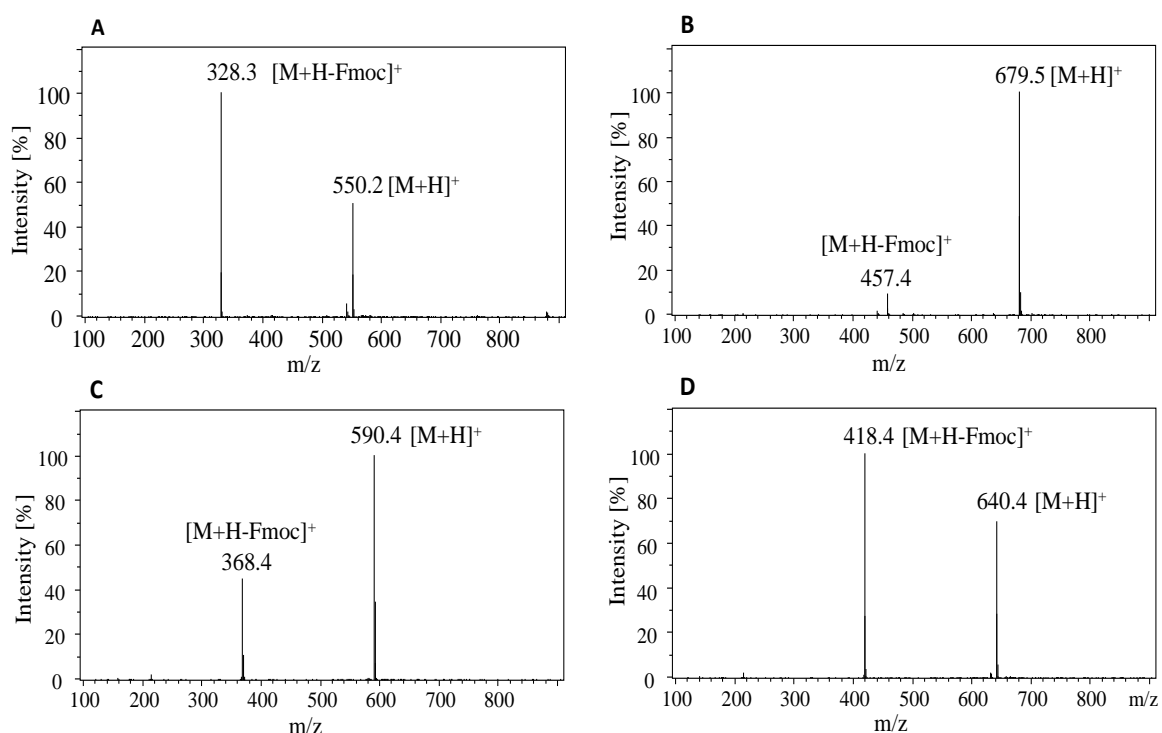 A
328.3 [M+H-Fmoc]+
550.2 [M+H]+
Intensity [%]
100
80
60
40
20
0
100 200 300 400 500 600 700 800
m/z
B
679.5 [M+H]+
[M+H-Fmoc]+
457.4
Intensity [%]
100
80
60
40
20
0
100 200 300 400 500 600 700 800
m/z
C
590.4 [M+H]+
[M+H-Fmoc]+
368.4
Intensity [%]
100
80
60
40
20
0
100 200 300 400 500 600 700 800
m/z
D
418.4 [M+H-Fmoc]+
640.4 [M+H]+
Intensity [%]
100
80
60
40
20
0
100 200 300 400 500 600 700 800 m/z
m/z